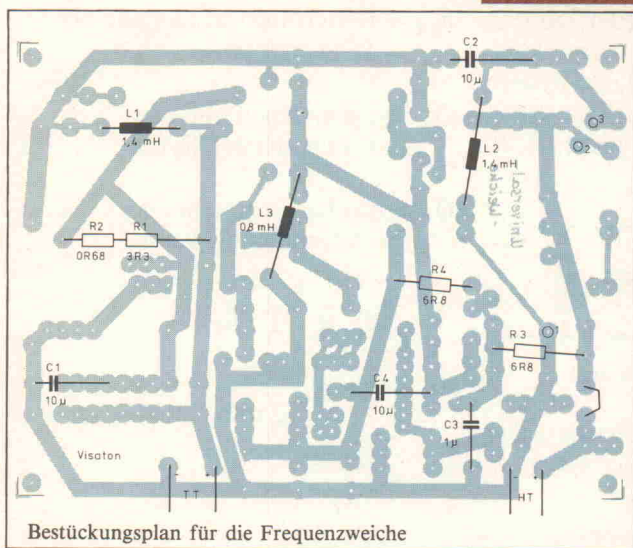 C2
10µ
L1
1,4 mH
3
2
L2
1,4 mH
Universal
-weiche
L3
0,8 mH
R2
R1
0R68
3R3
R4
6R8
1
R3
6R8
C1
10µ
C4
10µ
C3
1µ
Visaton
- +
TT
- +
HT
Bestückungsplan für die Frequenzweiche